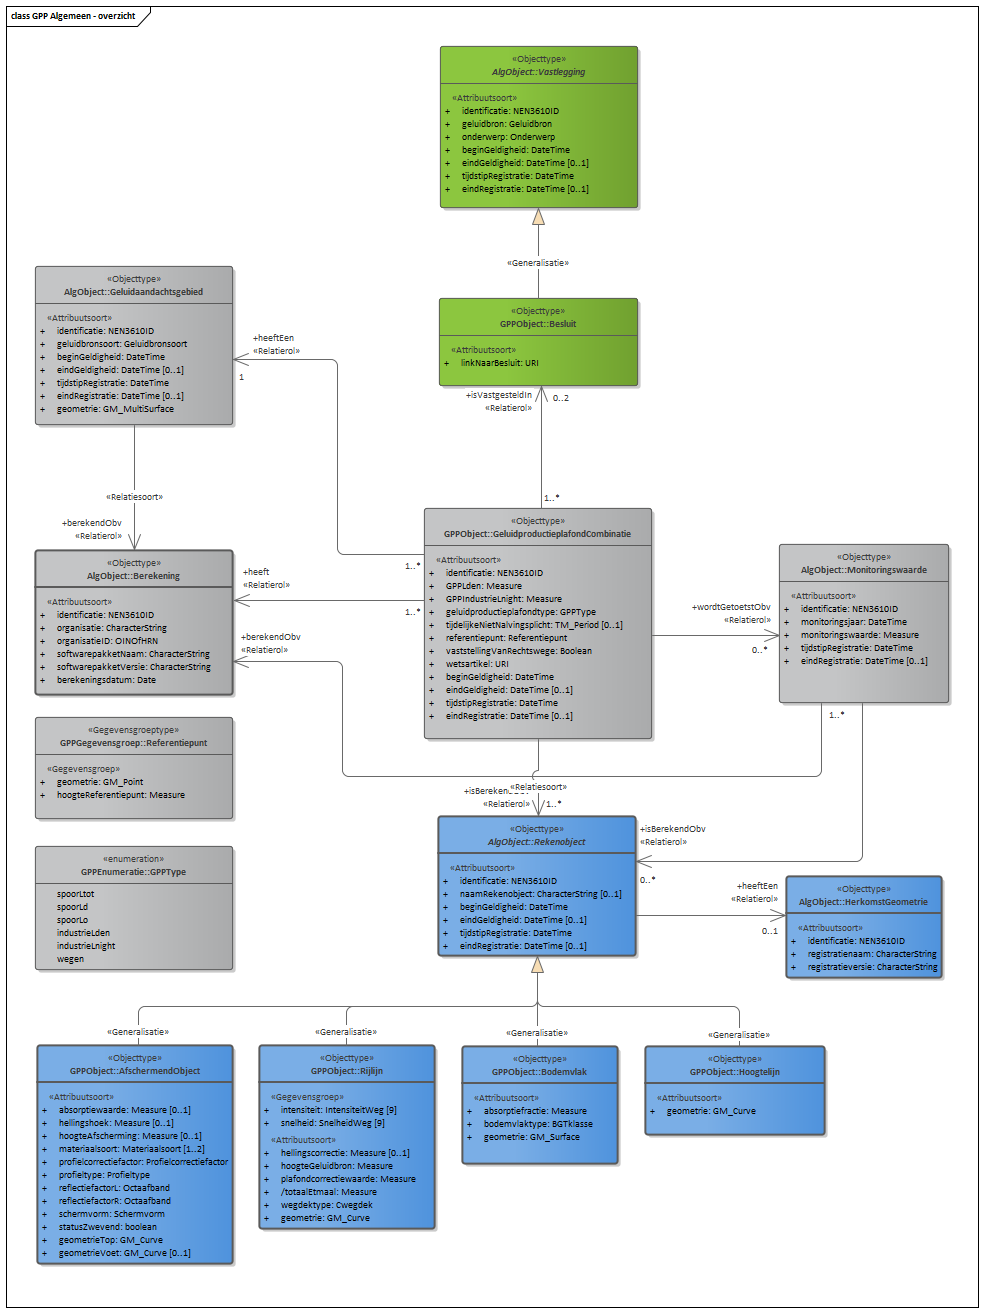 class GPP Algemeen - overzicht
«Objecttype»
AlgObject::Vastlegging
«Attribuutsoort»
+ identificatie: NEN3610ID
+ geluidbron: Geluidbron
+ onderwerp: Onderwerp
+ beginGeldigheid: DateTime
+ eindGeldigheid: DateTime [0..1]
+ tijdstipRegistratie: DateTime
+ eindRegistratie: DateTime [0..1]
«Generalisatie»
«Objecttype»
AlgObject::Geluidaandachtsgebied
«Attribuutsoort»
+ identificatie: NEN3610ID
+ geluidbronsoort: Geluidbronsoort
+ beginGeldigheid: DateTime
+ eindGeldigheid: DateTime [0..1]
+ tijdstipRegistratie: DateTime
+ eindRegistratie: DateTime [0..1]
+ geometrie: GM_MultiSurface
+heeftEen
«Relatierol»
1
«Objecttype»
GPPObject::Besluit
«Attribuutsoort»
+ linkNaarBesluit: URI
+isVastgesteldIn
«Relatierol»
0..2
1..*
«Relatiesoort»
+berekendObv
«Relatierol»
«Objecttype»
AlgObject::Berekening
«Attribuutsoort»
+ identificatie: NEN3610ID
+ organisatie: CharacterString
+ organisatieID: OINOfHRN
+ softwarepakketNaam: CharacterString
+ softwarepakketVersie: CharacterString
+ berekeningsdatum: Date
1..*
+heeft
«Relatierol»
1..*
+berekendObv
«Relatierol»
«Objecttype»
GPPObject::GeluidproductieplafondCombinatie
«Attribuutsoort»
+ identificatie: NEN3610ID
+ GPPLden: Measure
+ GPPIndustrieLnight: Measure
+ geluidproductieplafondtype: GPPType
+ tijdelijkeNietNalvingsplicht: TM_Period [0..1]
+ referentiepunt: Referentiepunt
+ vaststellingVanRechtswege: Boolean
+ wetsartikel: URI
+ beginGeldigheid: DateTime
+ eindGeldigheid: DateTime [0..1]
+ tijdstipRegistratie: DateTime
+ eindRegistratie: DateTime [0..1]
+wordtGetoetstObv
«Relatierol»
0..*
«Objecttype»
AlgObject::Monitoringswaarde
«Attribuutsoort»
+ identificatie: NEN3610ID
+ monitoringsjaar: DateTime
+ monitoringswaarde: Measure
+ tijdstipRegistratie: DateTime
+ eindRegistratie: DateTime [0..1]
1..*
«Gegevensgroeptype»
GPPGegevensgroep::Referentiepunt
«Gegevensgroep»
+ geometrie: GM_Point
+ hoogteReferentiepunt: Measure
«Relatiesoort»
+isBereken
«Relatierol»
1..*
«enumeration»
GPPEnumeratie::GPPType
spoorLtot
spoorLd
spoorLo
industrieLden
industrieLnight
wegen
«Objecttype»
AlgObject::Rekenobject
«Attribuutsoort»
+ identificatie: NEN3610ID
+ naamRekenobject: CharacterString [0..1]
+ beginGeldigheid: DateTime
+ eindGeldigheid: DateTime [0..1]
+ tijdstipRegistratie: DateTime
+ eindRegistratie: DateTime [0..1]
+isBerekendObv
«Relatierol»
0..*
+heeftEen
«Relatierol»
0..1
«Objecttype»
AlgObject::HerkomstGeometrie
«Attribuutsoort»
+ identificatie: NEN3610ID
+ registratienaam: CharacterString
+ registratieversie: CharacterString
«Generalisatie»
«Generalisatie»
«Generalisatie»
«Generalisatie»
«Objecttype»
GPPObject::AfschermendObject
«Attribuutsoort»
+ absorptiewaarde: Measure [0..1]
+ hellingshoek: Measure [0..1]
+ hoogteAfscherming: Measure [0..1]
+ materiaalsoort: Materiaalsoort [1..2]
+ profielcorrectiefactor: Profielcorrectiefactor
+ profieltype: Profieltype
+ reflectiefactorL: Octaafband
+ reflectiefactorR: Octaafband
+ schermvorm: Schermvorm
+ statusZwevend: boolean
+ geometrieTop: GM_Curve
+ geometrieVoet: GM_Curve [0..1]
«Objecttype»
GPPObject::Rijlijn
«Gegevensgroep»
+ intensiteit: IntensiteitWeg [9]
+ snelheid: SnelheidWeg [9]
«Attribuutsoort»
+ hellingscorrectie: Measure [0..1]
+ hoogteGeluidbron: Measure
+ plafondcorrectiewaarde: Measure
+ /totaalEtmaal: Measure
+ wegdektype: Cwegdek
+ geometrie: GM_Curve
«Objecttype»
GPPObject::Bodemvlak
«Attribuutsoort»
+ absorptiefractie: Measure
+ bodemvlaktype: BGTklasse
+ geometrie: GM_Surface
«Objecttype»
GPPObject::Hoogtelijn
«Attribuutsoort»
+ geometrie: GM_Curve